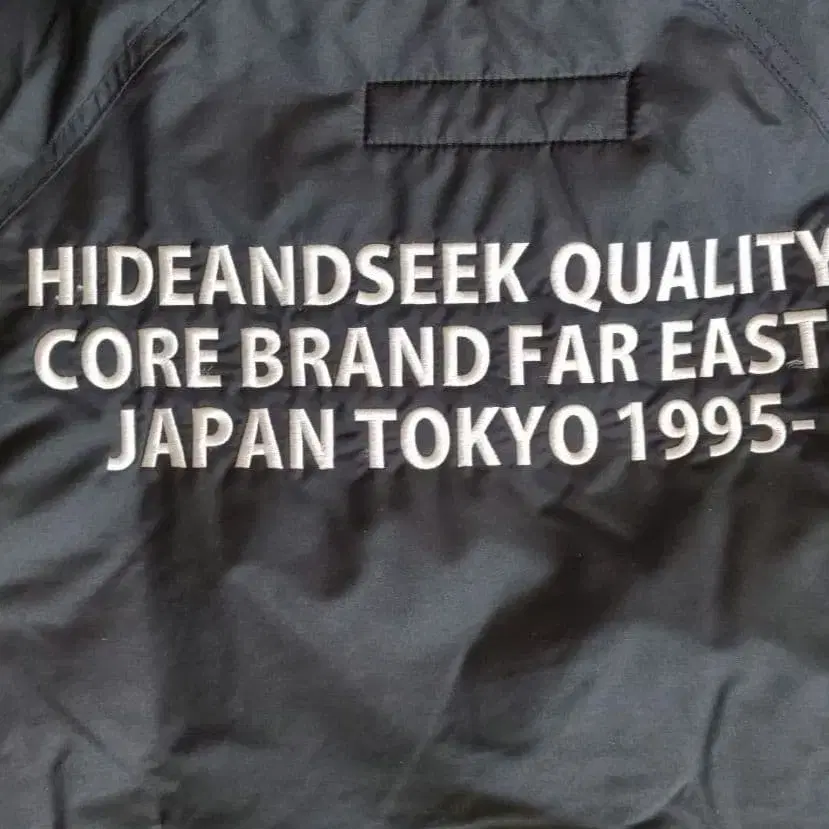 HIDEANDSEEK QUALITY
CORE BRAND FAR EAST
JAPAN TOKYO 1995-